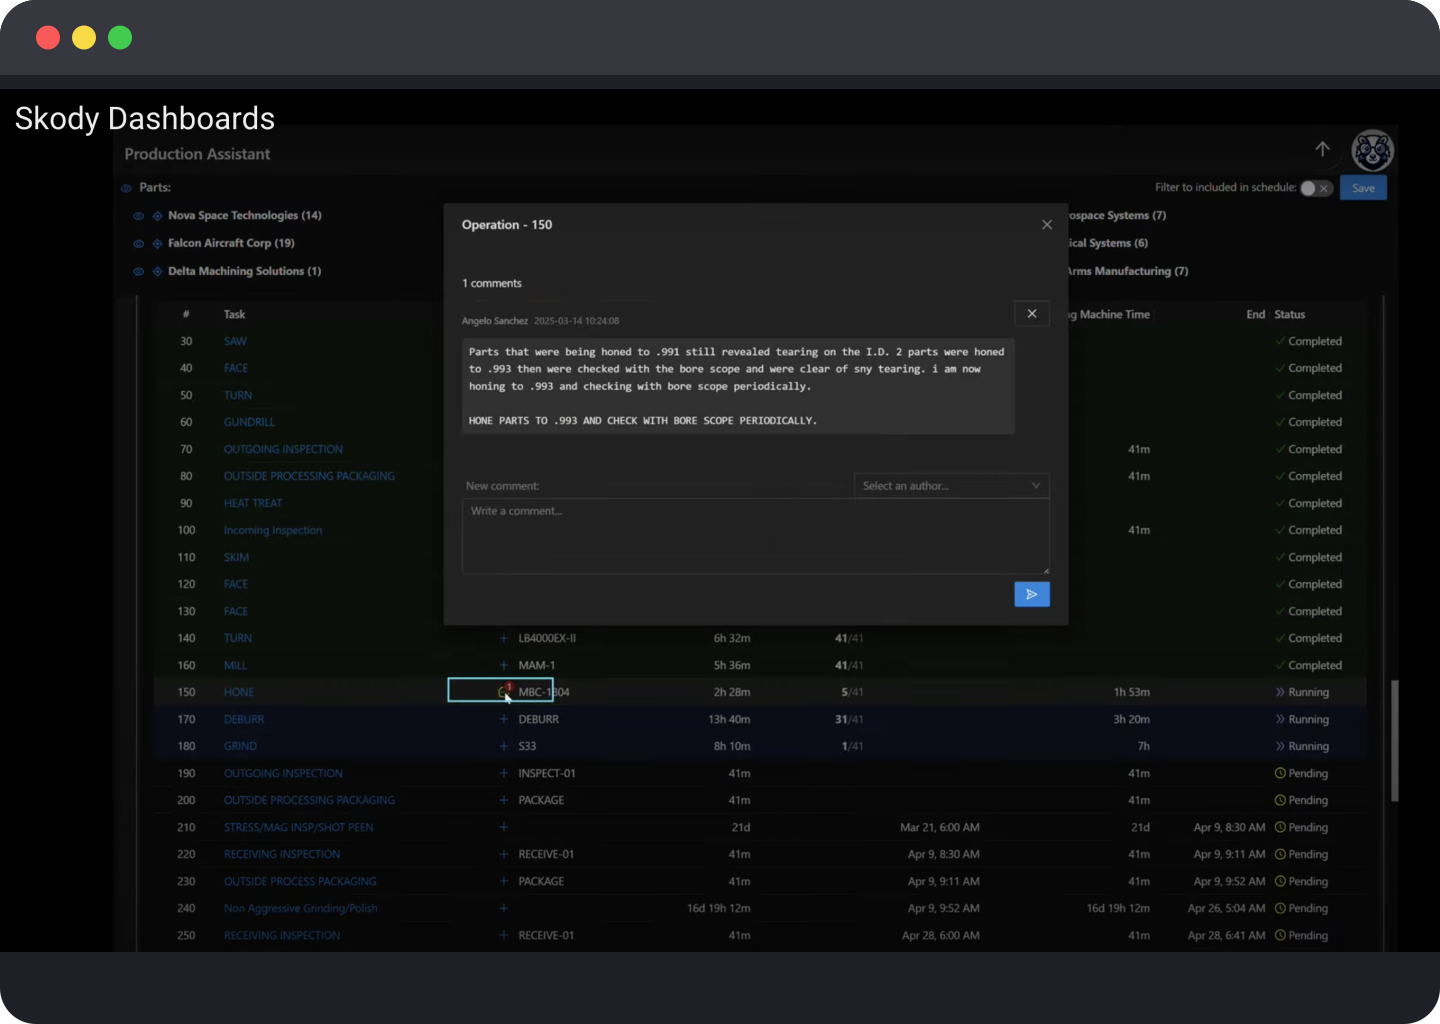 Skody Dashboards
Production Assistant
Parts:
Filter to included in schedule:
Save
Nova Space Technologies (14)
Falcon Aircraft Corp (19)
Delta Machining Solutions (1)
Systems (7)
Systems (6)
Arms Manufacturing (7)
Operation - 150
1 comments
Angelo Sanchez 2025-03-14 10:24:08
Parts that were being honed to .991 still revealed tearing on the I.D. 2 parts were honed
to .993 then were checked with the bore scope and were clear of sny tearing. i am now
honing to .993 and checking with bore scope periodically.
HONE PARTS TO .993 AND CHECK WITH BORE SCOPE PERIODICALLY.
New comment:
Select an author...
Write a comment...
# Task Machine Time End Status
30 SAW Completed
40 FACE Completed
50 TURN Completed
60 GUNDRILL Completed
70 OUTGOING INSPECTION 41m Completed
80 OUTSIDE PROCESSING PACKAGING 41m Completed
90 HEAT TREAT Completed
100 Incoming Inspection 41m Completed
110 SKIM Completed
120 FACE Completed
130 FACE Completed
140 TURN + LB4000EX-II 6h 32m 41/41 Completed
160 MILL + MAM-1 5h 36m 41/41 Completed
150 HONE 1 MBC-1804 2h 28m 5/41 1h 53m Running
170 DEBURR + DEBURR 13h 40m 31/41 3h 20m Running
180 GRIND + S33 8h 10m 1/41 7h Running
190 OUTGOING INSPECTION + INSPECT-01 41m 41m Pending
200 OUTSIDE PROCESSING PACKAGING + PACKAGE 41m 41m Pending
210 STRESS/MAG INSP/SHOT PEEN + 21d Mar 21, 6:00 AM 21d Apr 9, 8:30 AM Pending
220 RECEIVING INSPECTION + RECEIVE-01 41m Apr 9, 8:30 AM 41m Apr 9, 9:11 AM Pending
230 OUTSIDE PROCESS PACKAGING + PACKAGE 41m Apr 9, 9:11 AM 41m Apr 9, 9:52 AM Pending
240 Non Aggressive Grinding/Polish + 16d 19h 12m Apr 9, 9:52 AM 16d 19h 12m Apr 26, 5:04 AM Pending
250 RECEIVING INSPECTION + RECEIVE-01 41m Apr 28, 6:00 AM 41m Apr 28, 6:41 AM Pending